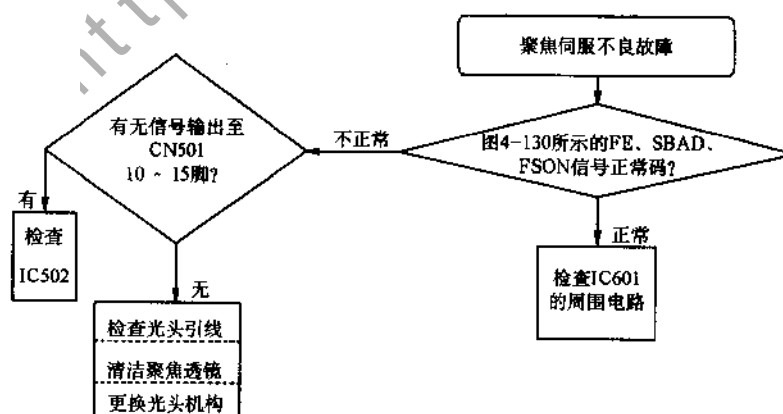 http
聚焦伺服不良故障
图4-130所示的FE、SBAD、
FSON信号正常码?
不正常
正常
有无信号输出至
CN501
10 ~ 15脚?
有
检查
IC502
无
检查光头引线
清洁聚焦透镜
更换光头机构
检查IC601
的周围电路